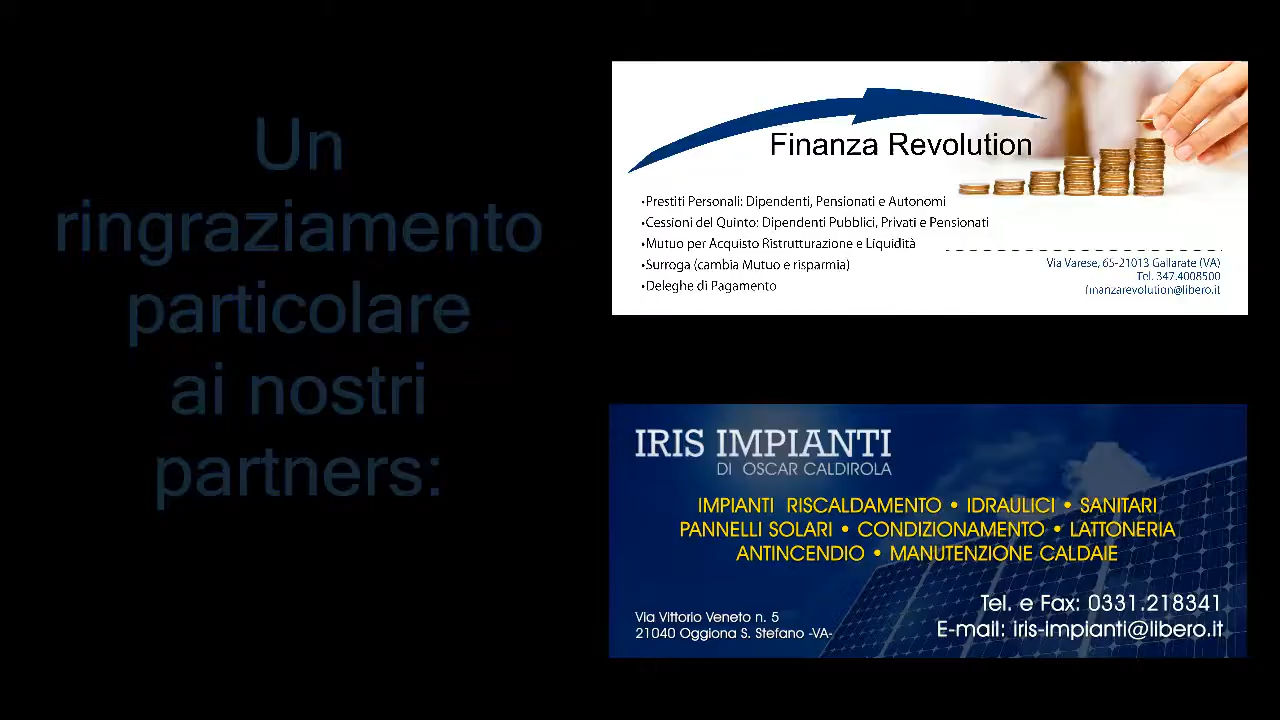 Un
ringraziamento
particolare
ai nostri
partners:
Finanza Revolution
•Prestiti Personali: Dipendenti, Pensionati e Autonomi
•Cessioni del Quinto: Dipendenti Pubblici, Privati e Pensionati
•Mutuo per Acquisto Ristrutturazione e Liquidità
•Surroga (cambia Mutuo e risparmia)
•Deleghe di Pagamento
Via Varese, 65-21013 Gallarate (VA)
Tel. 347.4008500
finanzarevolution@libero.it
IRIS IMPIANTI
DI OSCAR CALDIROLA
IMPIANTI RISCALDAMENTO • IDRAULICI • SANITARI
PANNELLI SOLARI • CONDIZIONAMENTO • LATTONERIA
ANTINCENDIO • MANUTENZIONE CALDAIE
Via Vittorio Veneto n. 5
21040 Oggiona S. Stefano -VA-
Tel. e Fax: 0331.218341
E-mail: iris-impianti@libero.it